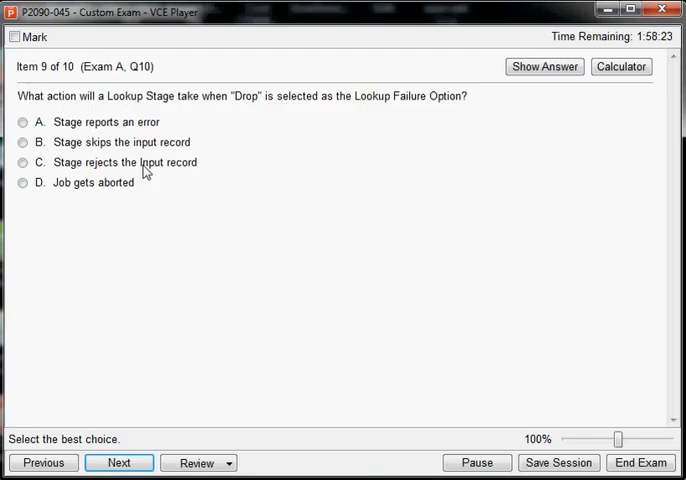 P2090-045 - Custom Exam - VCE Player
Mark
Time Remaining: 1:58:23
Item 9 of 10 (Exam A, Q10)
Show Answer
Calculator
What action will a Lookup Stage take when "Drop" is selected as the Lookup Failure Option?
A. Stage reports an error
B. Stage skips the input record
C. Stage rejects the Input record
D. Job gets aborted
Select the best choice.
100%
Previous
Next
Review
Pause
Save Session
End Exam